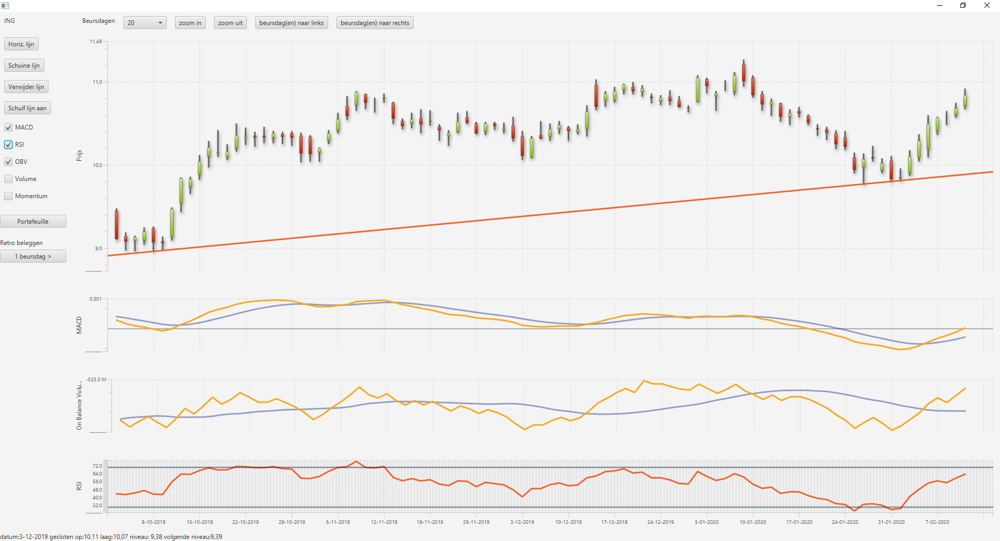 ING
Beursdagen
20
zoom in
zoom uit
beursdag(en) naar links
beursdag(en) naar rechts
Horiz. lijn
Schuine lijn
Verwijder lijn
Schuif lijn aan
MACD
RSI
OBV
Volume
Momentum
Portefeuille
Retro beleggen
1 beursdag >
11.49
11.0
10.0
9.0
--------
Prijs
0.301
--------
MACD
-523.0 M
--------
On Balance Volu...
72.0
64.0
56.0
48.0
40.0
32.0
--------
RSI
8-10-2019
15-10-2019
22-10-2019
29-10-2019
5-11-2019
12-11-2019
19-11-2019
26-11-2019
3-12-2019
10-12-2019
17-12-2019
24-12-2019
3-01-2020
10-01-2020
17-01-2020
24-01-2020
31-01-2020
7-02-2020
datum:3-12-2019 gesloten op:10,11 laag:10,07 niveau: 9,38 volgende niveau:9,39